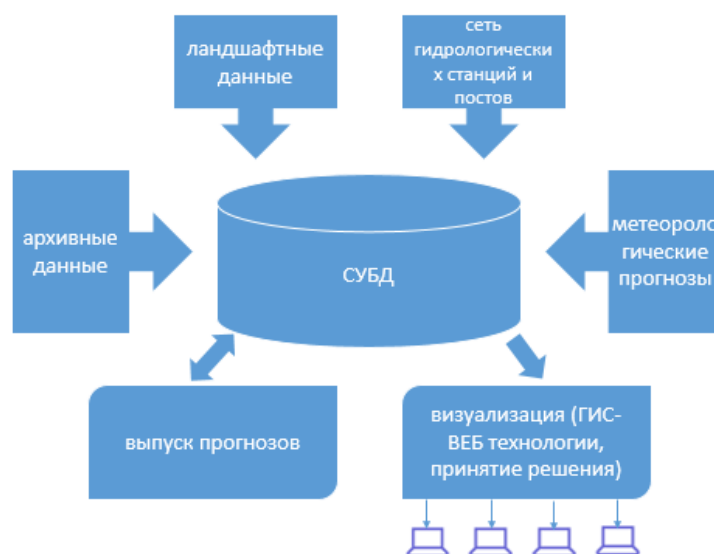 ландшафтные
данные
сеть
гидрологически
х станций и
постов
архивные
данные
метеороло
гические
прогнозы
СУБД
выпуск прогнозов
визуализация (ГИС-
ВЕБ технологии,
принятие решения)